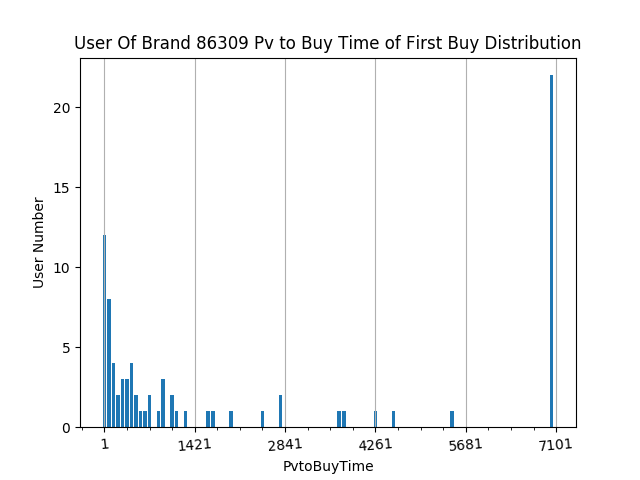 User Of Brand 86309 Pv to Buy Time of First Buy Distribution
20
15
10
5
0
User Number
1 1421 2841 4261 5681 7101
PvtoBuyTime